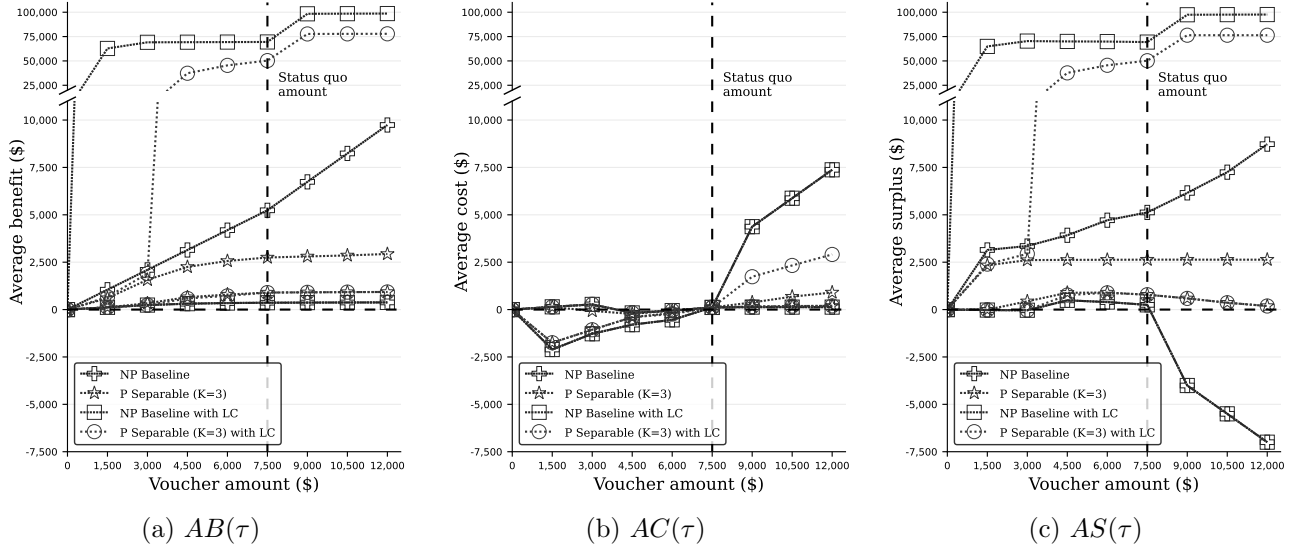 100,000
75,000
50,000
25,000
10,000
7,500
5,000
2,500
0
-2,500
-5,000
-7,500
Average benefit ($)
Status quo
amount
NP Baseline
P Separable (K=3)
NP Baseline with LC
P Separable (K=3) with LC
0 1,500 3,000 4,500 6,000 7,500 9,000 10,500 12,000
Voucher amount ($)
(a) AB(τ)
100,000
75,000
50,000
25,000
10,000
7,500
5,000
2,500
0
-2,500
-5,000
-7,500
Average cost ($)
Status quo
amount
NP Baseline
P Separable (K=3)
NP Baseline with LC
P Separable (K=3) with LC
0 1,500 3,000 4,500 6,000 7,500 9,000 10,500 12,000
Voucher amount ($)
(b) AC(τ)
100,000
75,000
50,000
25,000
10,000
7,500
5,000
2,500
0
-2,500
-5,000
-7,500
Average surplus ($)
Status quo
amount
NP Baseline
P Separable (K=3)
NP Baseline with LC
P Separable (K=3) with LC
0 1,500 3,000 4,500 6,000 7,500 9,000 10,500 12,000
Voucher amount ($)
(c) AS(τ)